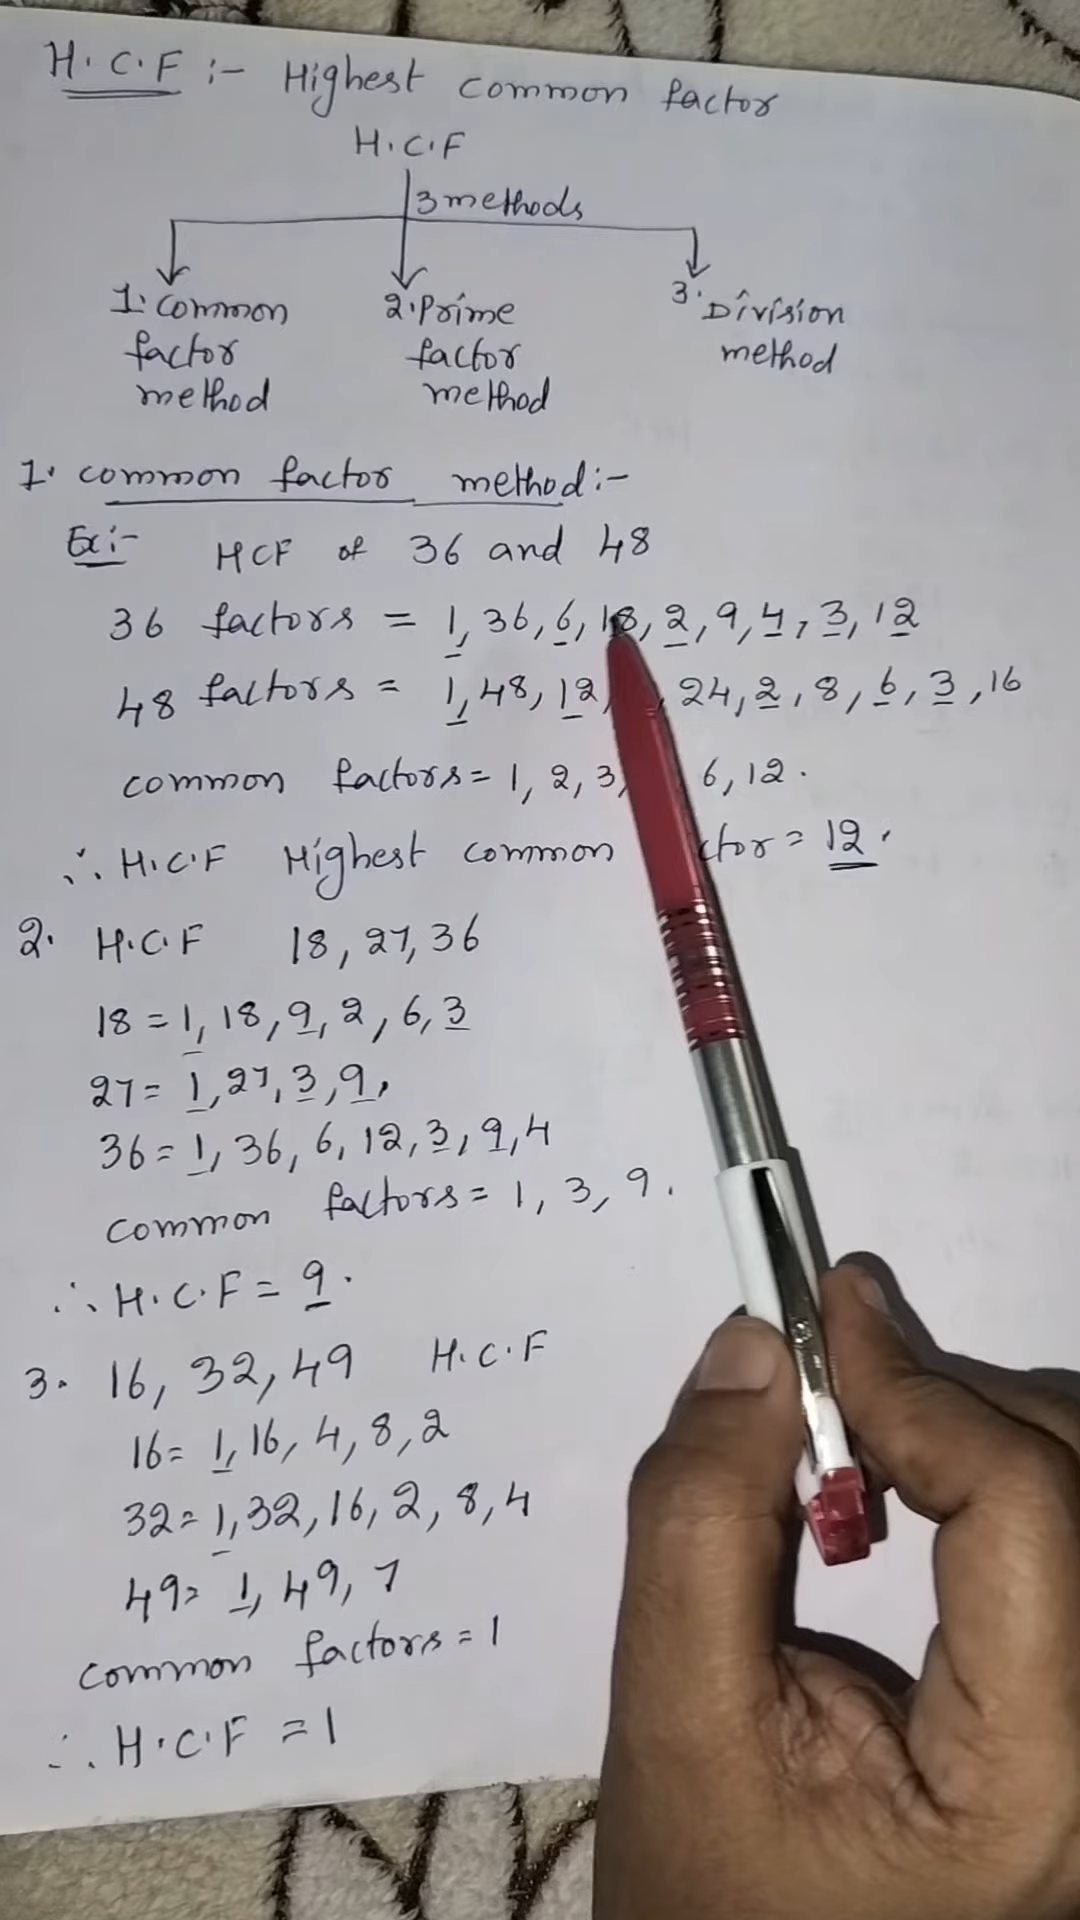 H.C.F :- Highest common factor
H.C.F
3 methods
1. common factor method
2. Prime factor method
3. Division method
1. common factor method :-
Ex:- HCF of 36 and 48
36 factors = 1, 36, 6, 18, 2, 9, 4, 3, 12
48 factors = 1, 48, 12, 24, 2, 8, 6, 3, 16
common factors = 1, 2, 3, 6, 12.
∴ H.C.F Highest common = 12.
2. H.C.F 18, 27, 36
18 = 1, 18, 9, 2, 6, 3
27 = 1, 27, 3, 9,
36 = 1, 36, 6, 12, 3, 9, 4
common factors = 1, 3, 9.
∴ H.C.F = 9.
3. 16, 32, 49 H.C.F
16 = 1, 16, 4, 8, 2
32 = 1, 32, 16, 2, 8, 4
49 = 1, 49, 7
common factors = 1
∴ H.C.F = 1